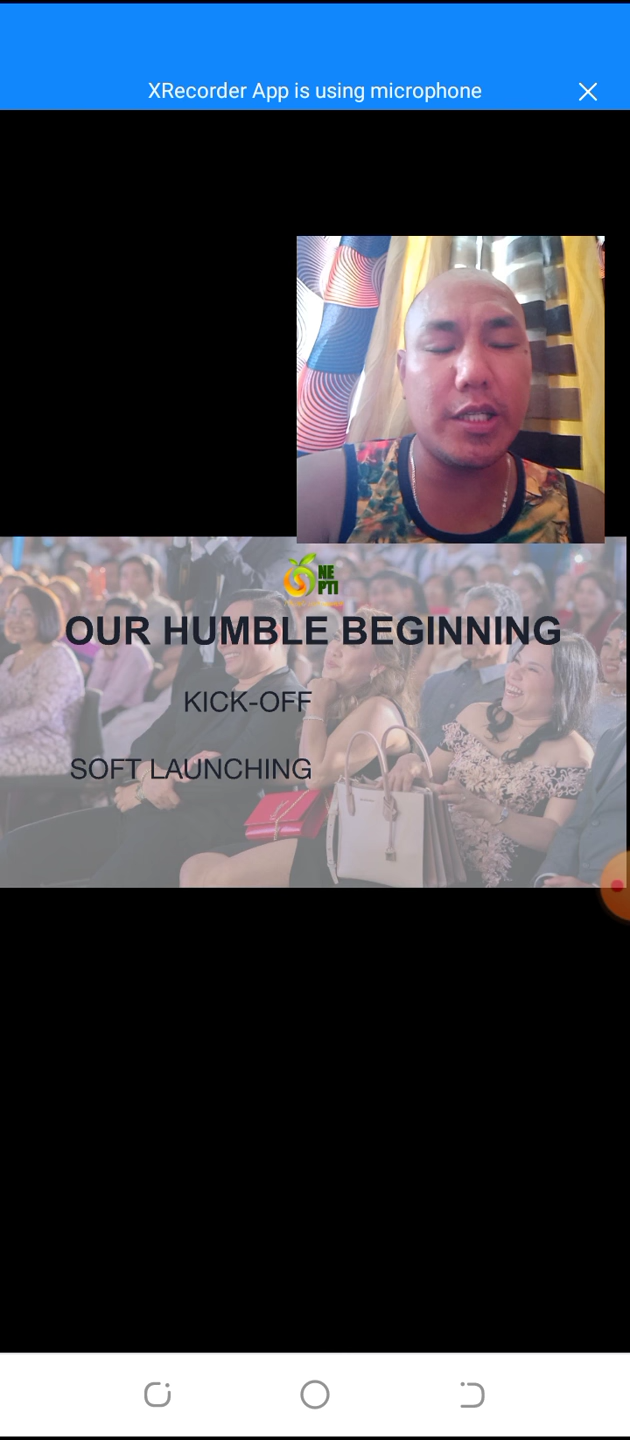 XRecorder App is using microphone
NE
PTI
OUR HUMBLE BEGINNING
KICK-OFF
SOFT LAUNCHING